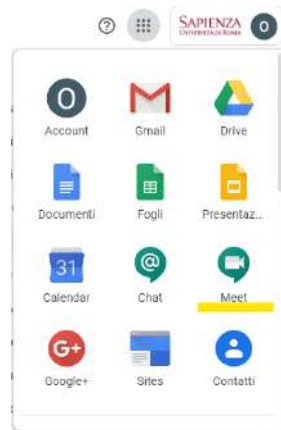 SAPIENZA
UNIVERSITÀ DI ROMA
O
O
Account
Gmail
Drive
Documenti
Fogli
Presentaz...
31
Calendar
Chat
Meet
G+
Google+
Sites
Contatti